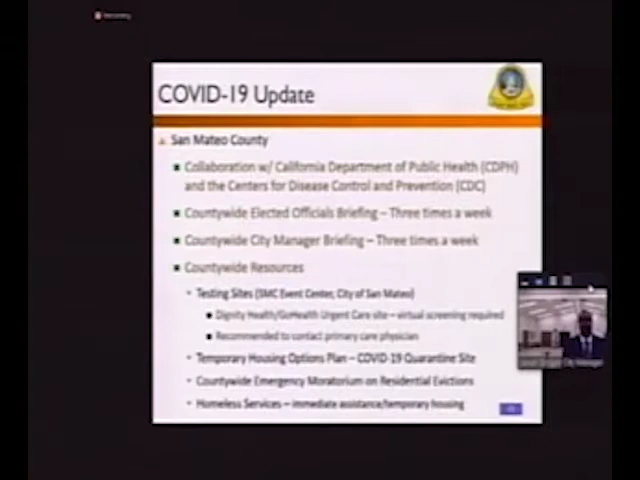 COVID-19 Update
San Mateo County
Collaboration w/ California Department of Public Health (CDPH)
and the Centers for Disease Control and Prevention (CDC)
Countywide Elected Officials Briefing – Three times a week
Countywide City Manager Briefing – Three times a week
Countywide Resources
Testing Sites (SMC Event Center, City of San Mateo)
Dignity Health/GoHealth Urgent Care site – virtual screening required
Recommended to contact primary care physician
Temporary Housing Options Plan – COVID-19 Quarantine Site
Countywide Emergency Moratorium on Residential Evictions
Homeless Services – immediate assistance/temporary housing